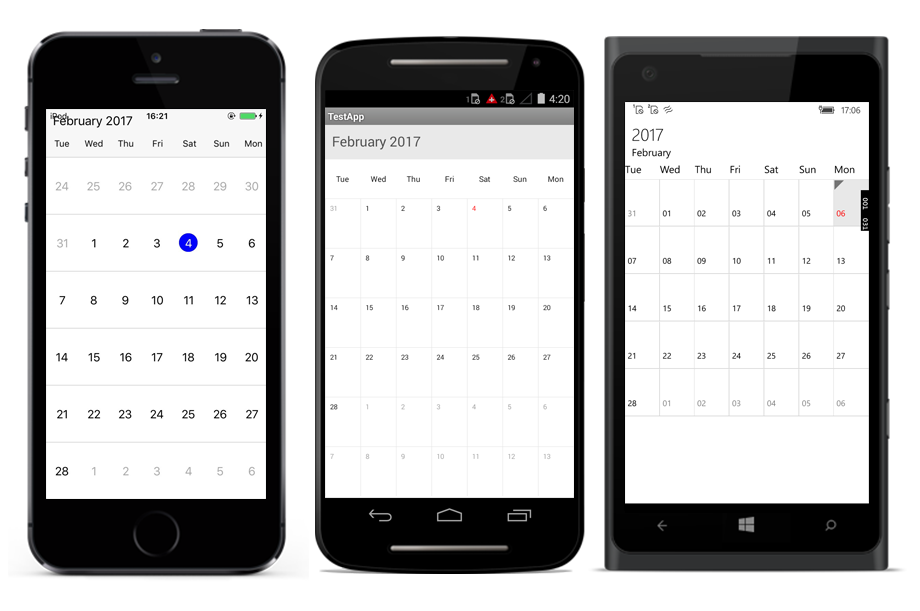 iPod
16:21
February 2017
Tue Wed Thu Fri Sat Sun Mon
24 25 26 27 28 29 30
31 1 2 3 4 5 6
7 8 9 10 11 12 13
14 15 16 17 18 19 20
21 22 23 24 25 26 27
28 1 2 3 4 5 6
1 2 4:20
TestApp
February 2017
Tue Wed Thu Fri Sat Sun Mon
31 1 2 3 4 5 6
7 8 9 10 11 12 13
14 15 16 17 18 19 20
21 22 23 24 25 26 27
28 1 2 3 4 5 6
7 8 9 10 11 12 13
1 2 17:06
2017
February
Tue Wed Thu Fri Sat Sun Mon
31 01 02 03 04 05 06
001 031
07 08 09 10 11 12 13
14 15 16 17 18 19 20
21 22 23 24 25 26 27
28 01 02 03 04 05 06